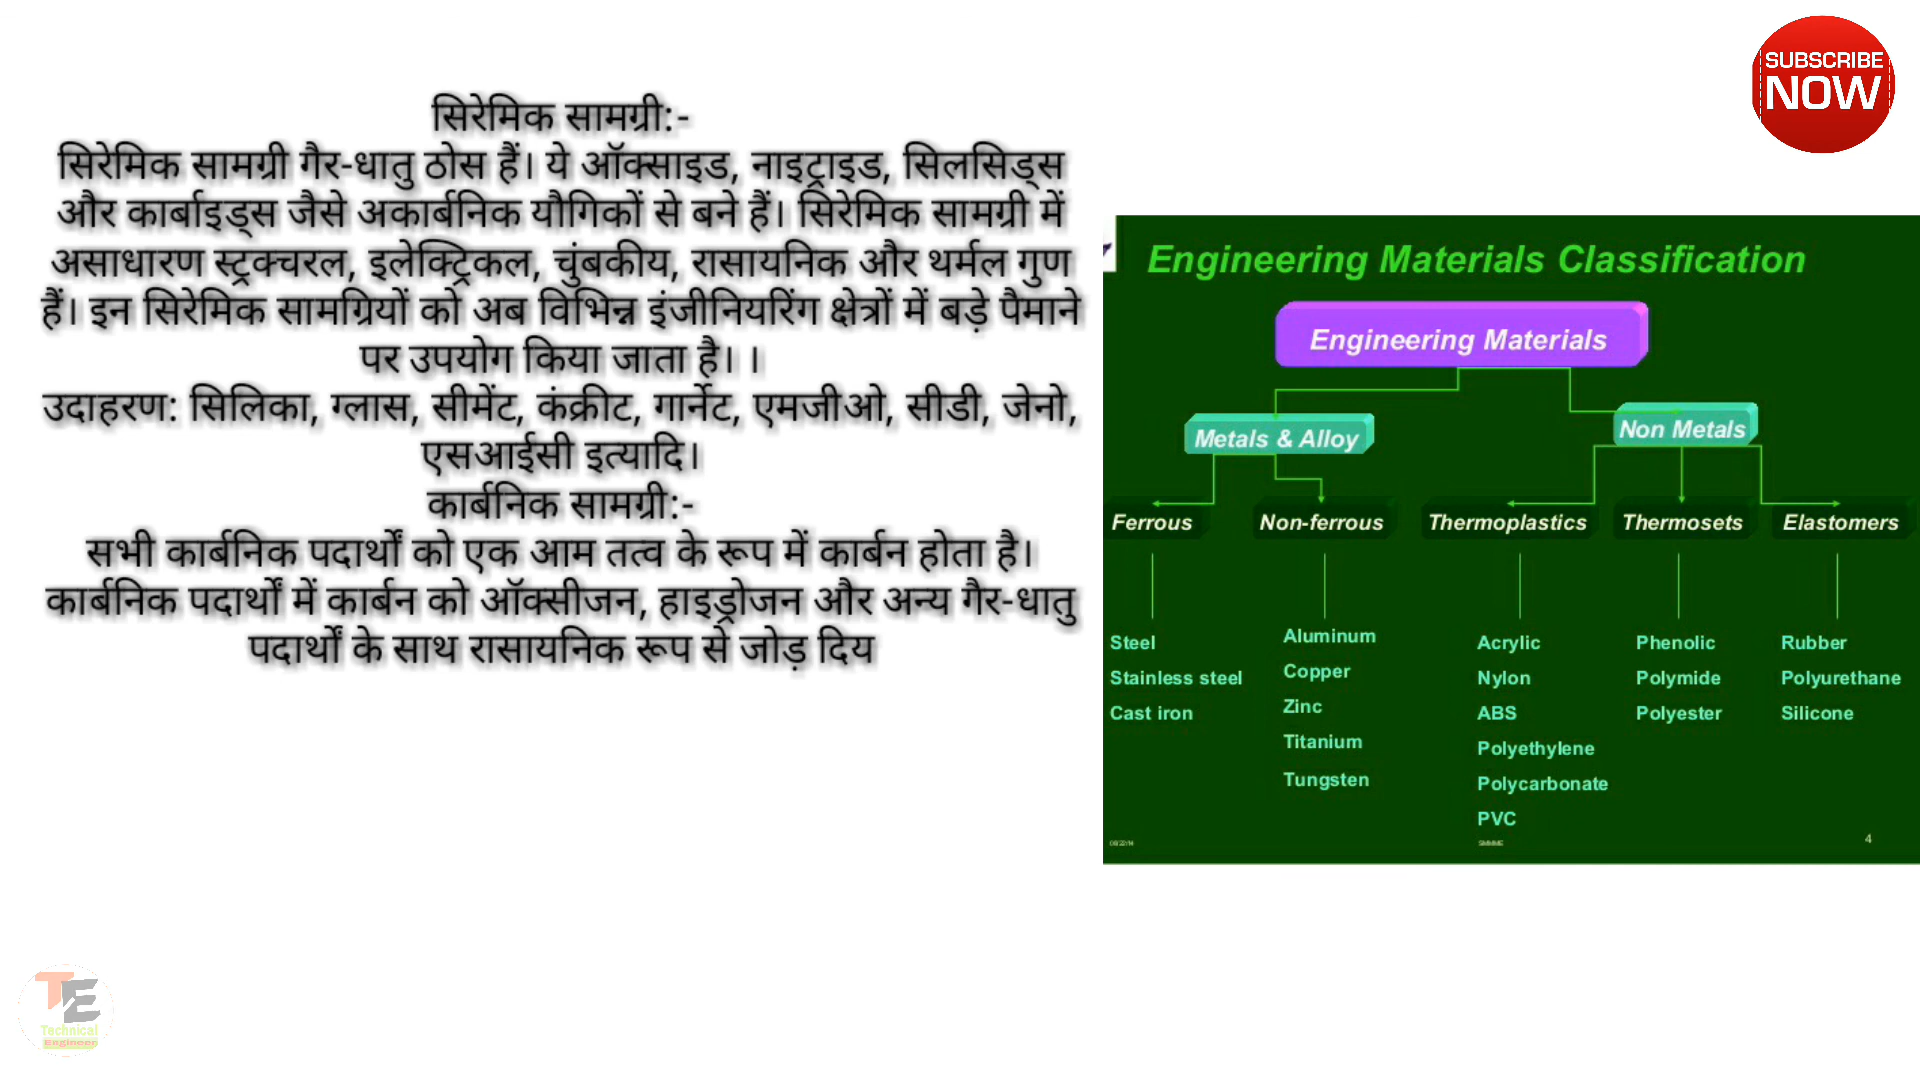 सिरेमिक सामग्री:-
सिरेमिक सामग्री गैर-धातु ठोस हैं। ये ऑक्साइड, नाइट्राइड, सिलसिड्स
और कार्बाइड्स जैसे अकार्बनिक यौगिकों से बने हैं। सिरेमिक सामग्री में
असाधारण स्ट्रक्चरल, इलेक्ट्रिकल, चुंबकीय, रासायनिक और थर्मल गुण
हैं। इन सिरेमिक सामग्रियों को अब विभिन्न इंजीनियरिंग क्षेत्रों में बड़े पैमाने
पर उपयोग किया जाता है। ।
उदाहरण: सिलिका, ग्लास, सीमेंट, कंक्रीट, गार्नेट, एमजीओ, सीडी, जेनो,
एसआईसी इत्यादि।
कार्बनिक सामग्री:-
सभी कार्बनिक पदार्थों को एक आम तत्व के रूप में कार्बन होता है।
कार्बनिक पदार्थों में कार्बन को ऑक्सीजन, हाइड्रोजन और अन्य गैर-धातु
पदार्थों के साथ रासायनिक रूप से जोड़ दिय
SUBSCRIBE
NOW
Engineering Materials Classification
Engineering Materials
Metals & Alloy
Non Metals
Ferrous
Non-ferrous
Thermoplastics
Thermosets
Elastomers
Steel
Stainless steel
Cast iron
Aluminum
Copper
Zinc
Titanium
Tungsten
Acrylic
Nylon
ABS
Polyethylene
Polycarbonate
PVC
Phenolic
Polymide
Polyester
Rubber
Polyurethane
Silicone
4
TE
Technical
Engineer